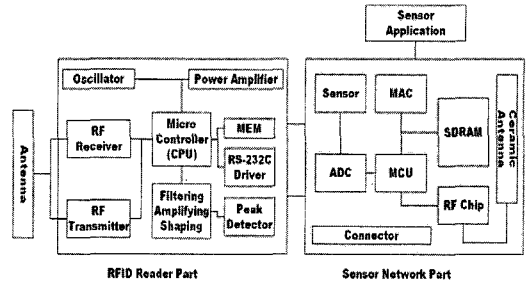 Sensor
Application
Oscillator
Power Amplifier
Antenna
RF
Receiver
RF
Transmitter
Micro
Controller
(CPU)
Filtering
Amplifying
Shaping
MEM
RS-232C
Driver
Peak
Detector
Sensor
MAC
SDRAM
ADC
MCU
RF Chip
Connector
Ceramic Antenna
RFID Reader Part
Sensor Network Part